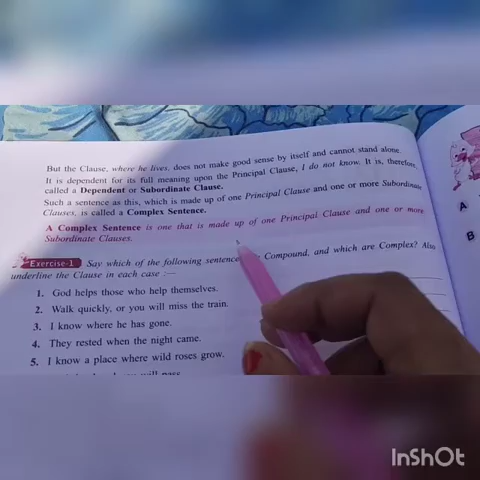 But the Clause, where he lives, does not make good sense by itself and cannot stand alone.
It is dependent for its full meaning upon the Principal Clause, I do not know. It is, therefore,
called a Dependent or Subordinate Clause.
Such a sentence as this, which is made up of one Principal Clause and one or more Subordinate
Clauses, is called a Complex Sentence.
A Complex Sentence is one that is made up of one Principal Clause and one or more
Subordinate Clauses.
Exercise-1 Say which of the following sentence Compound, and which are Complex? Also
underline the Clause in each case :—
1. God helps those who help themselves.
2. Walk quickly, or you will miss the train.
3. I know where he has gone.
4. They rested when the night came.
5. I know a place where wild roses grow.
A
B
InShOt